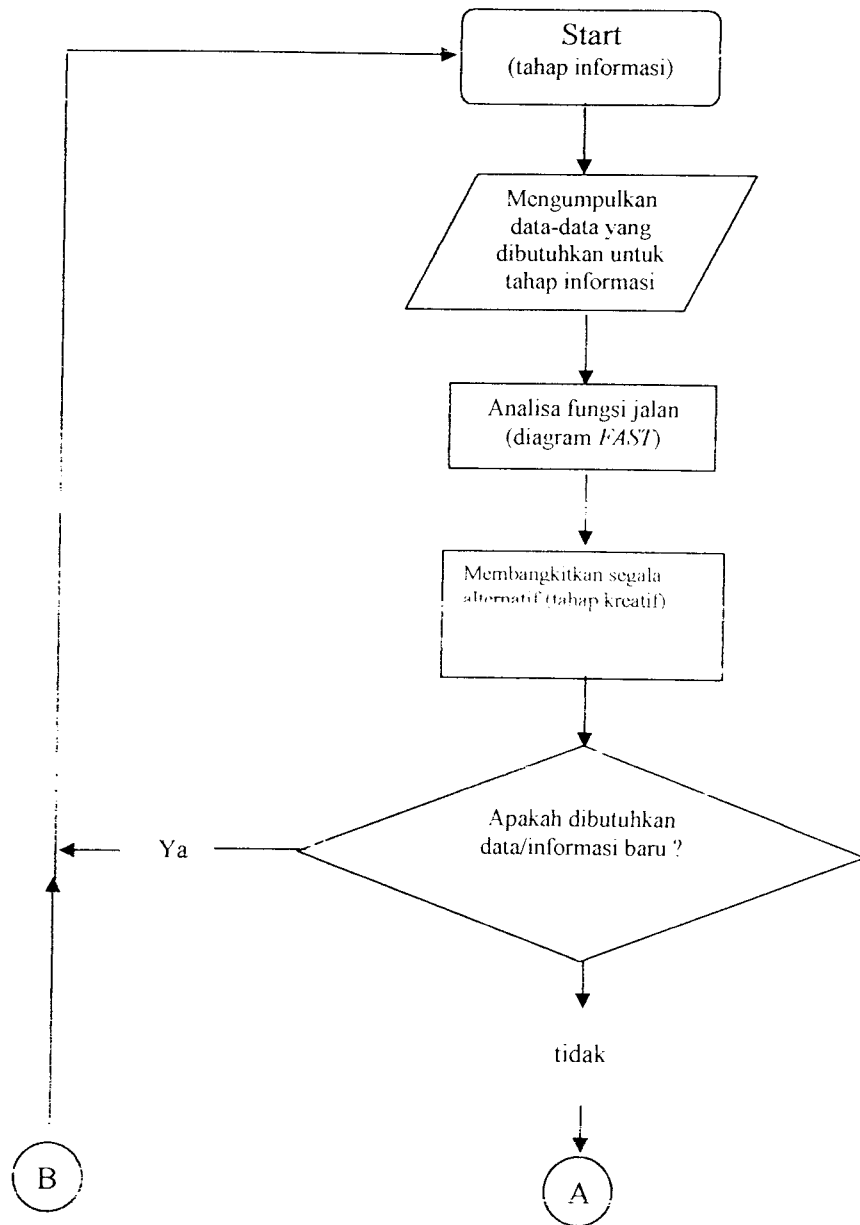 Start
(tahap informasi)
Mengumpulkan
data-data yang
dibutuhkan untuk
tahap informasi
Analisa fungsi jalan
(diagram FAST)
Membangkitkan segala
alternatif (tahap kreatif)
Apakah dibutuhkan
data/informasi baru ?
Ya
tidak
B
A